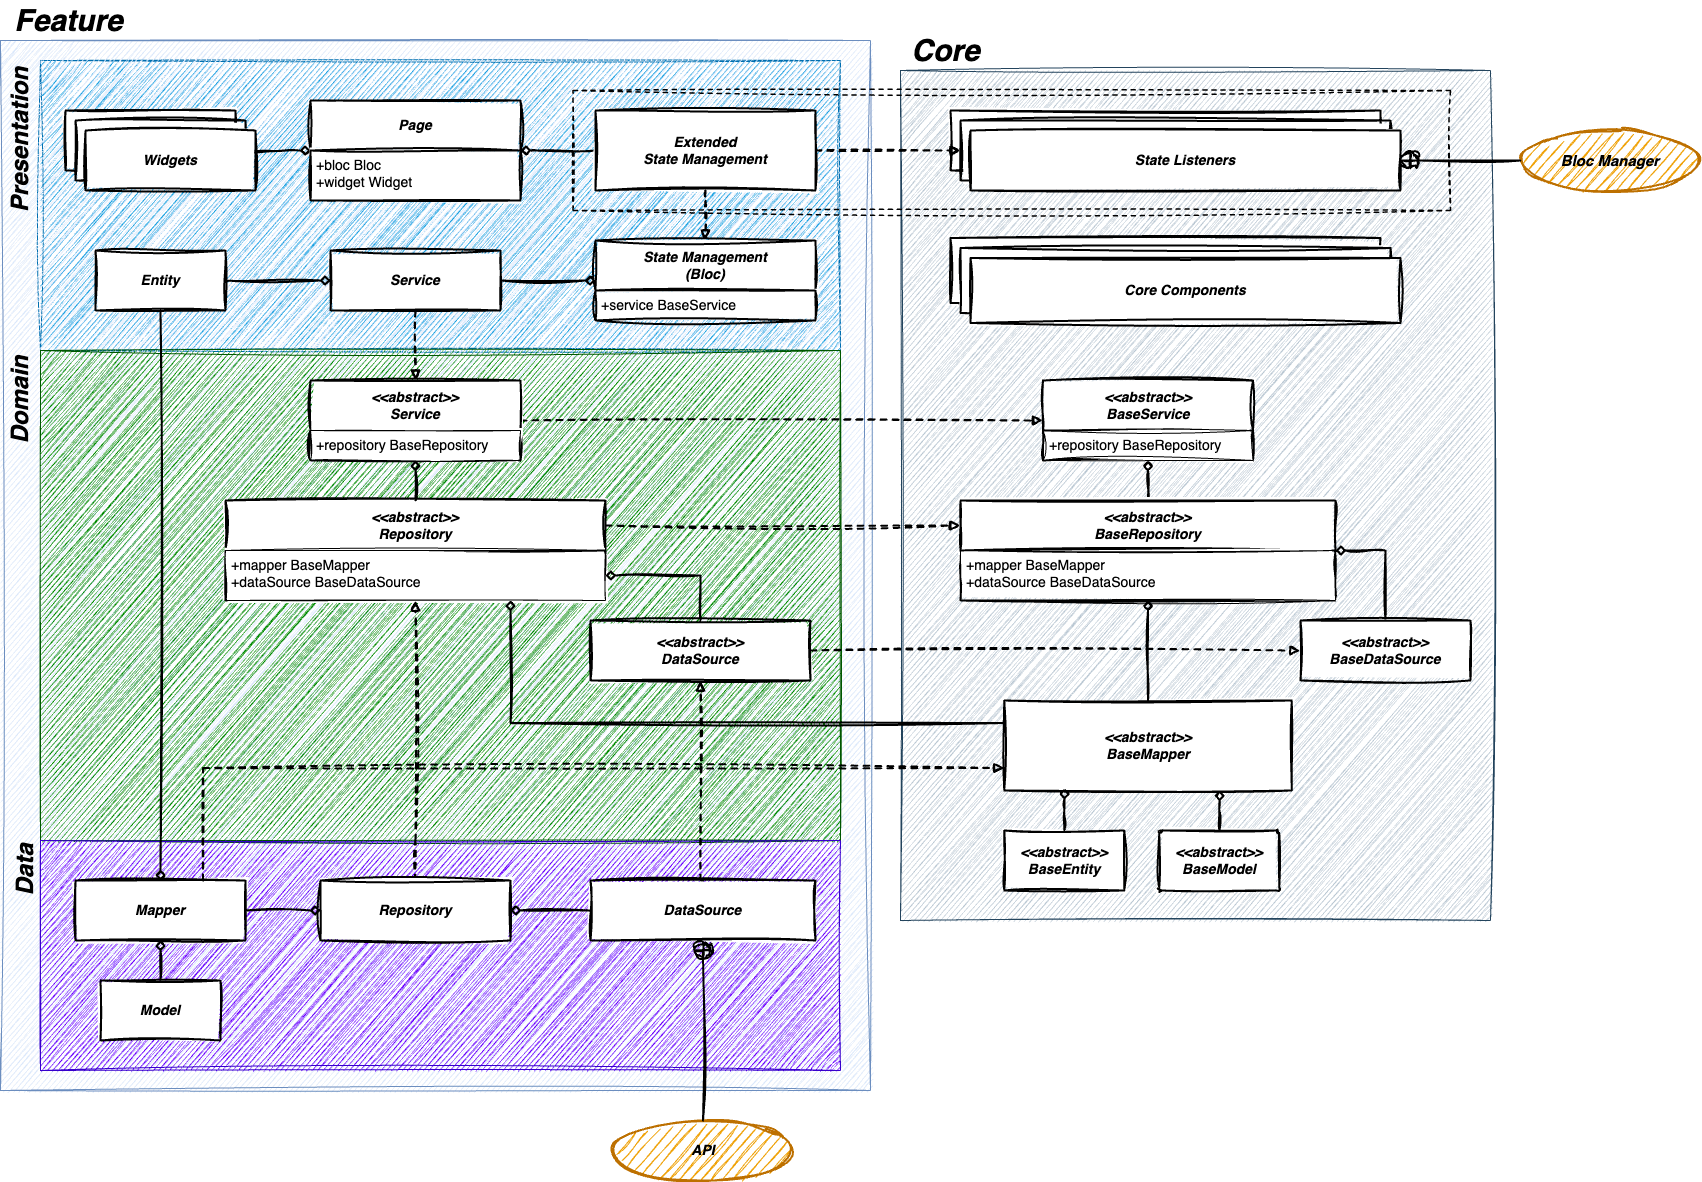 Feature
Core
Presentation
Widgets
Page
+bloc Bloc
+widget Widget
Extended
State Management
State Listeners
Bloc Manager
Entity
Service
State Management
(Bloc)
+service BaseService
Core Components
Domain
<<abstract>>
Service
+repository BaseRepository
<<abstract>>
BaseService
+repository BaseRepository
<<abstract>>
Repository
+mapper BaseMapper
+dataSource BaseDataSource
<<abstract>>
BaseRepository
+mapper BaseMapper
+dataSource BaseDataSource
<<abstract>>
DataSource
<<abstract>>
BaseDataSource
<<abstract>>
BaseMapper
<<abstract>>
BaseEntity
<<abstract>>
BaseModel
Data
Mapper
Repository
DataSource
Model
API